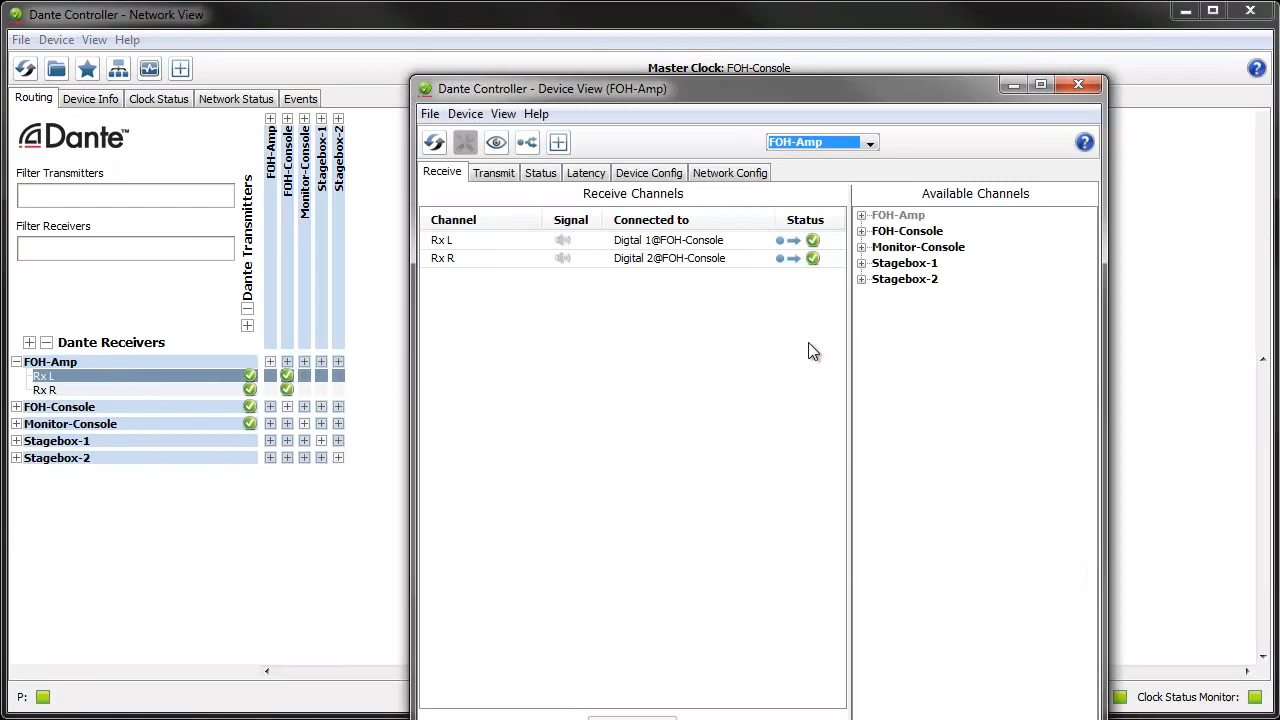 Dante Controller - Network View
File Device View Help
Master Clock: FOH-Console
Routing Device Info Clock Status Network Status Events
Dante™
Filter Transmitters
Filter Receivers
Dante Transmitters
FOH-Amp
FOH-Console
Monitor-Console
Stagebox-1
Stagebox-2
Dante Receivers
FOH-Amp
Rx L
Rx R
FOH-Console
Monitor-Console
Stagebox-1
Stagebox-2
P:
Clock Status Monitor:
Dante Controller - Device View (FOH-Amp)
File Device View Help
FOH-Amp
Receive Transmit Status Latency Device Config Network Config
Receive Channels
Channel Signal Connected to Status
Rx L Digtal 1@FOH-Console
Rx R Digital 2@FOH-Console
Available Channels
FOH-Amp
FOH-Console
Monitor-Console
Stagebox-1
Stagebox-2